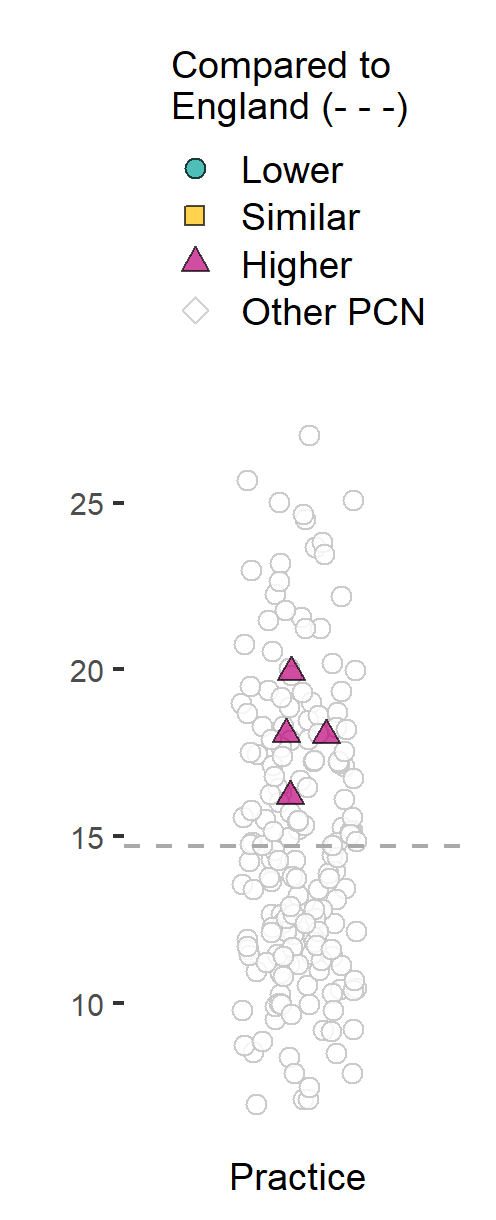 Compared to
England (- - -)
Lower
Similar
Higher
Other PCN
25
20
15
10
Practice